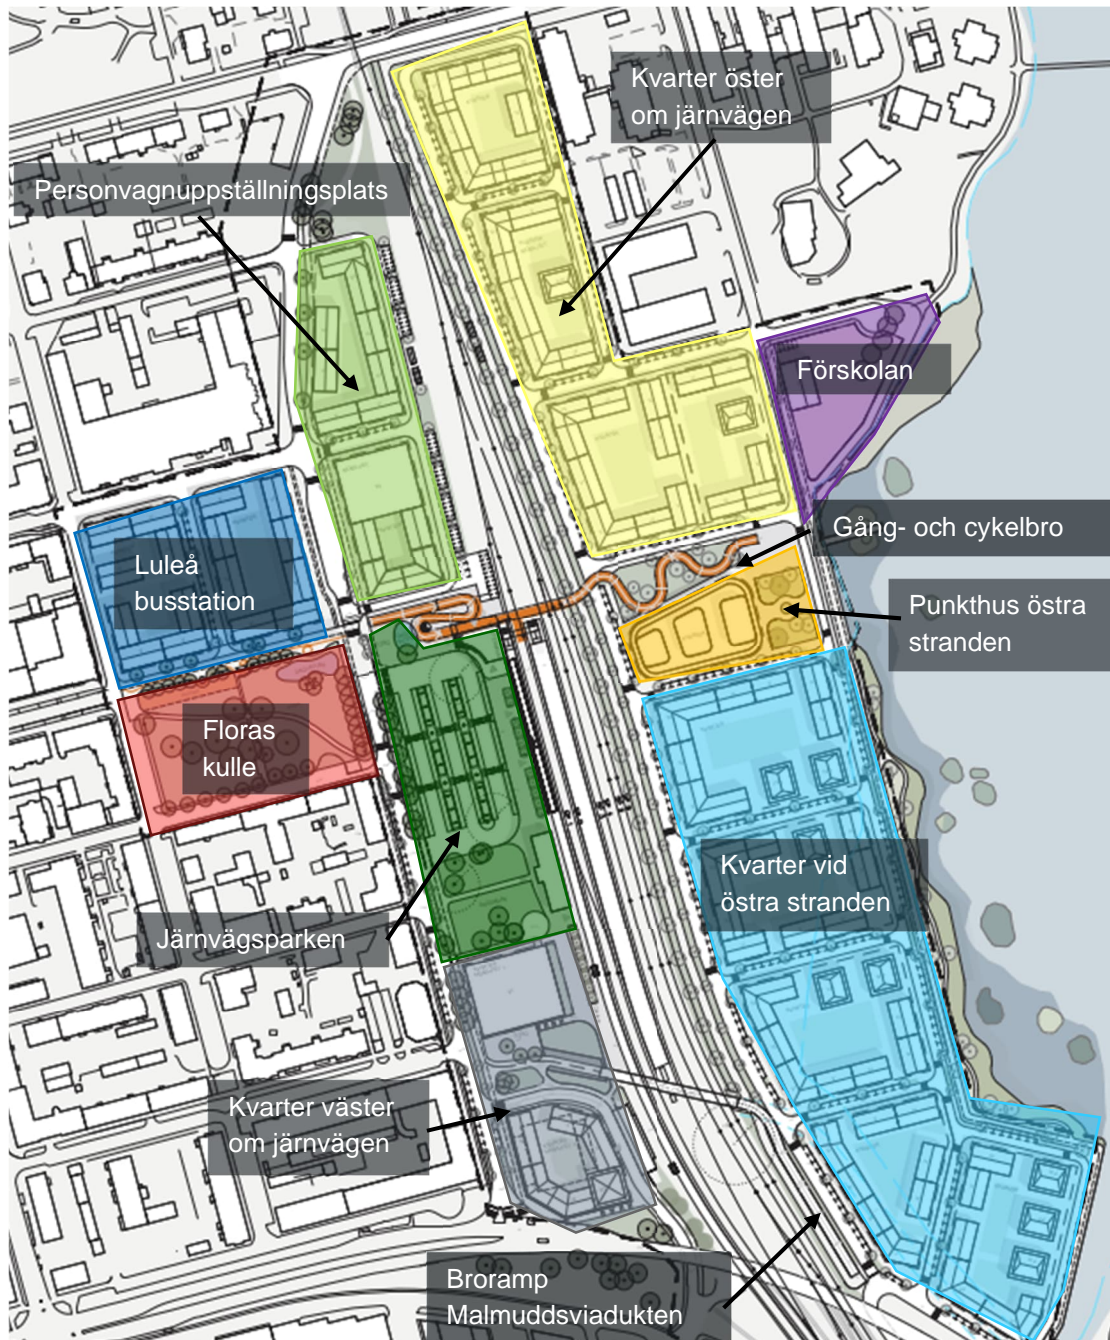 Kvarter öster
om järnvägen
Personvagnuppställningsplats
Förskolan
Gång- och cykelbro
Luleå
busstation
Punkthus östra
stranden
Floras
kulle
Kvarter vid
östra stranden
Järnvägsparken
Kvarter väster
om järnvägen
Broramp
Malmuddsviadukten